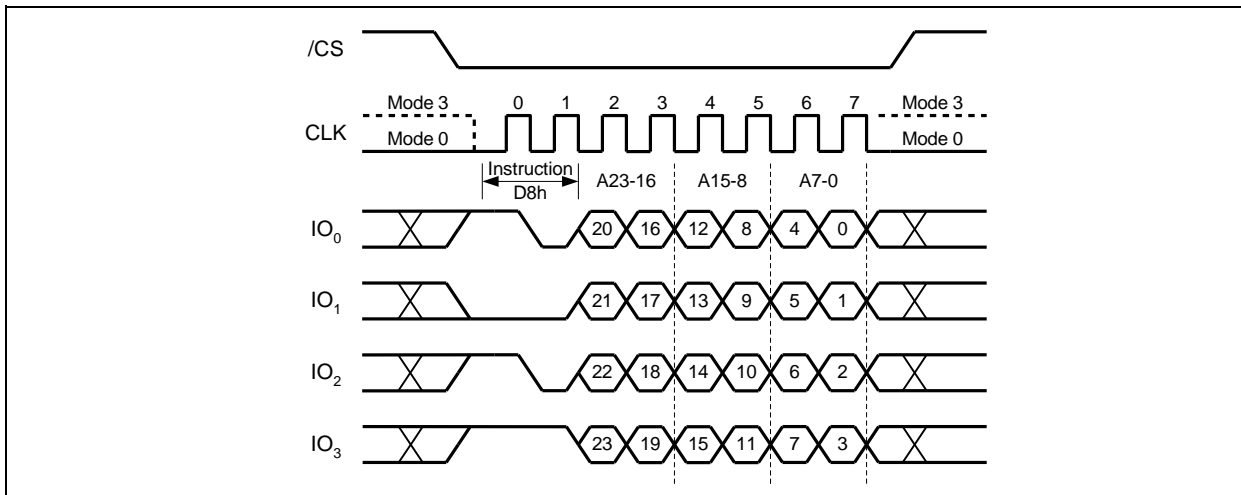 /CS
Mode 3 0 1 2 3 4 5 6 7 Mode 3
CLK
Mode 0 Mode 0
Instruction
D8h
A23-16 A15-8 A7-0
IO0 20 16 12 8 4 0
IO1 21 17 13 9 5 1
IO2 22 18 14 10 6 2
IO3 23 19 15 11 7 3